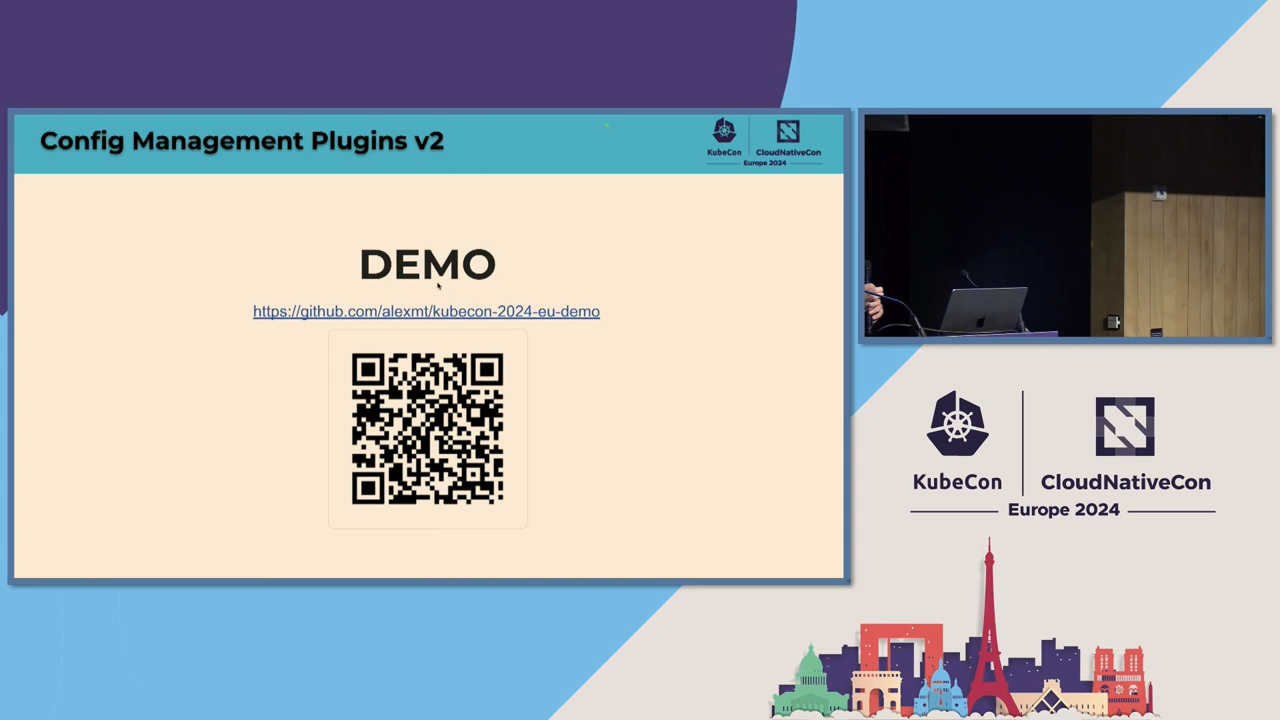 Config Management Plugins v2
KubeCon
CloudNativeCon
Europe 2024
DEMO
https://github.com/alexmt/kubecon-2024-eu-demo
KubeCon
CloudNativeCon
Europe 2024